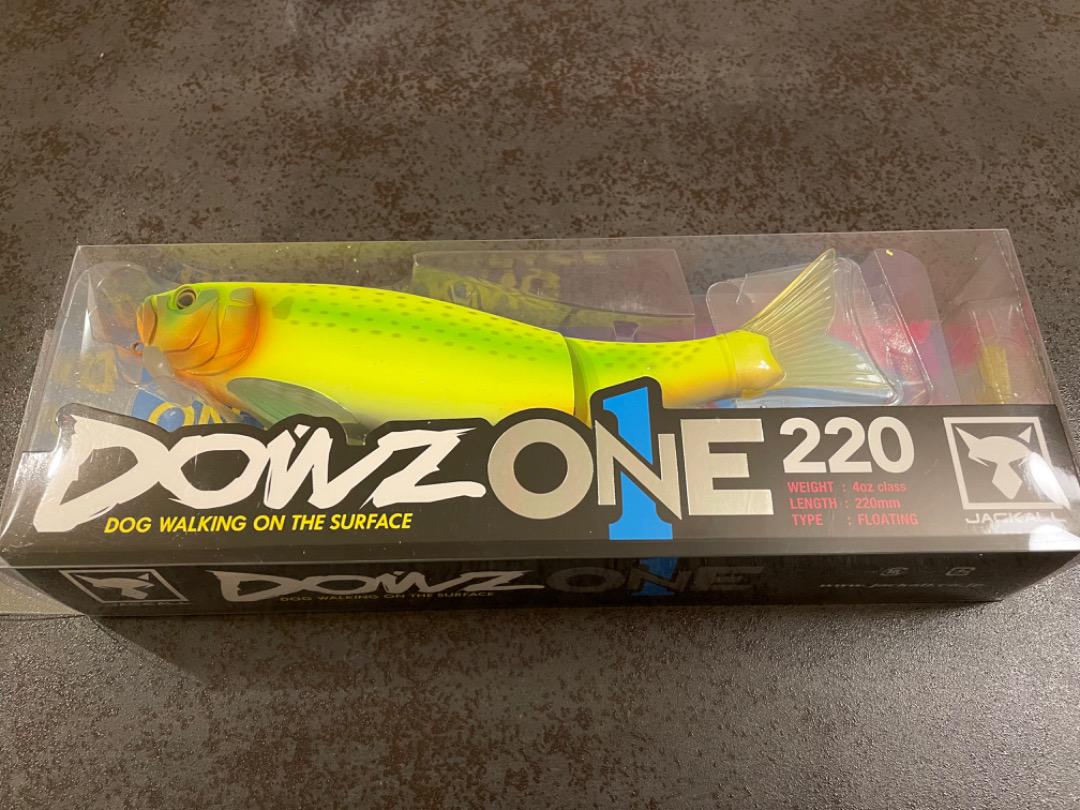 DOWZ ONE 220
DOG WALKING ON THE SURFACE
WEIGHT : 4oz class
LENGTH : 220mm
TYPE : FLOATING
JACKALL
JACKALL
DOWZ ONE
DOG WALKING ON THE SURFACE